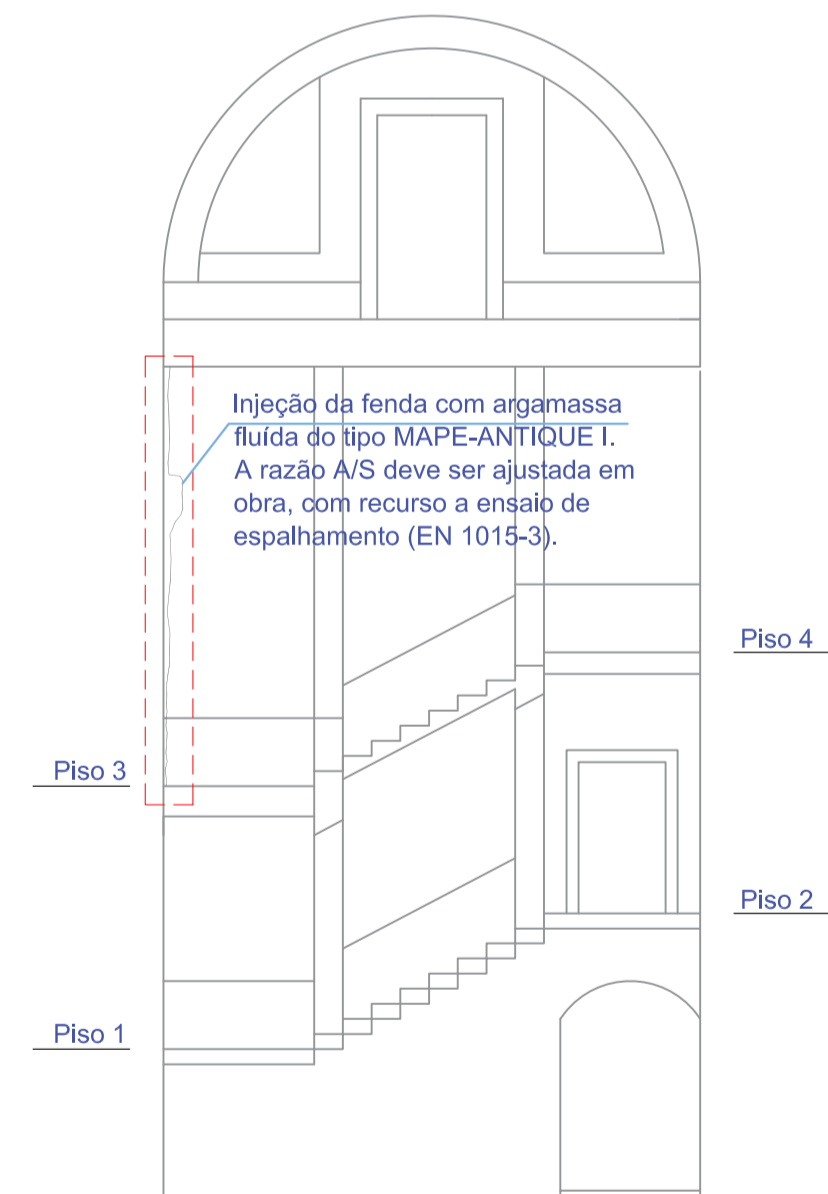 Injeção da fenda com argamassa
fluída do tipo MAPE-ANTIQUE I.
A razão A/S deve ser ajustada em
obra, com recurso a ensaio de
espalhamento (EN 1015-3).
Piso 4
Piso 3
Piso 2
Piso 1